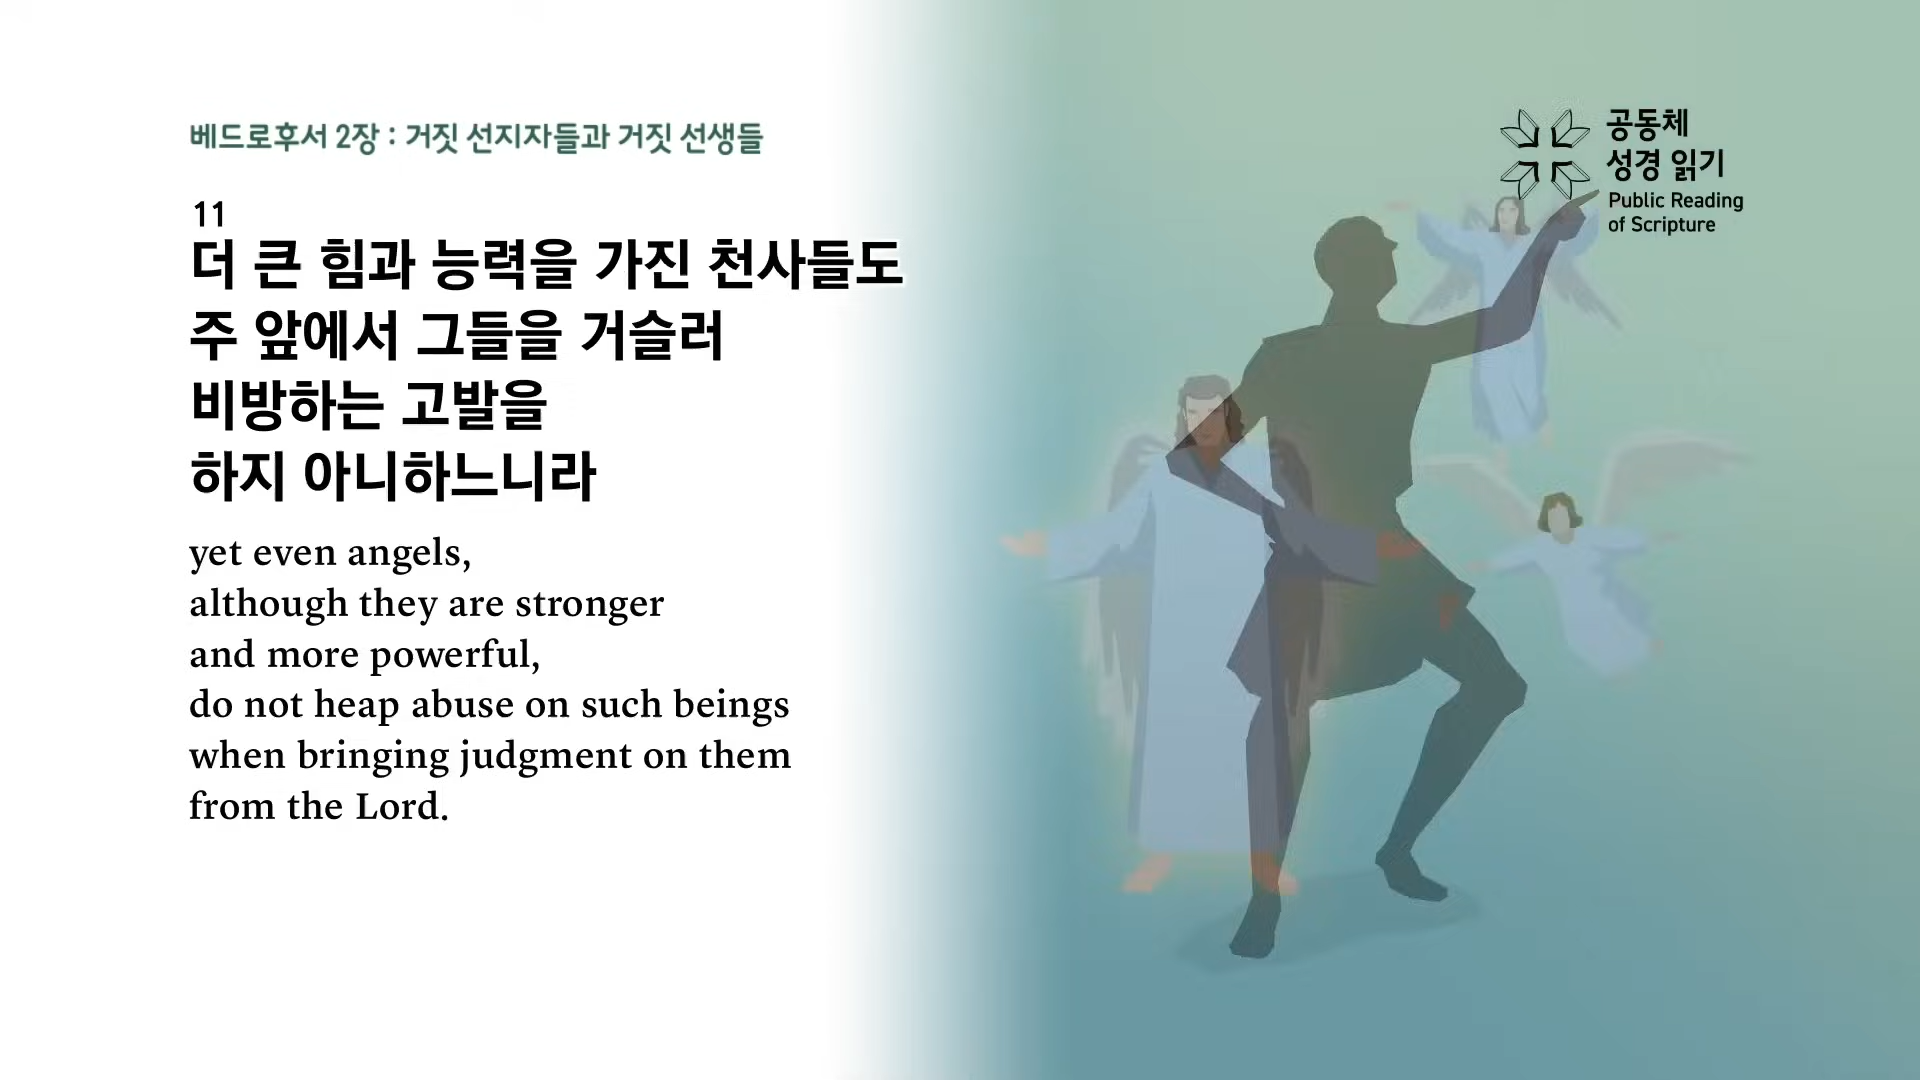 베드로후서 2장 : 거짓 선지자들과 거짓 선생들
11
더 큰 힘과 능력을 가진 천사들도
주 앞에서 그들을 거슬러
비방하는 고발을
하지 아니하느니라
yet even angels,
although they are stronger
and more powerful,
do not heap abuse on such beings
when bringing judgment on them
from the Lord.
공동체
성경 읽기
Public Reading
of Scripture